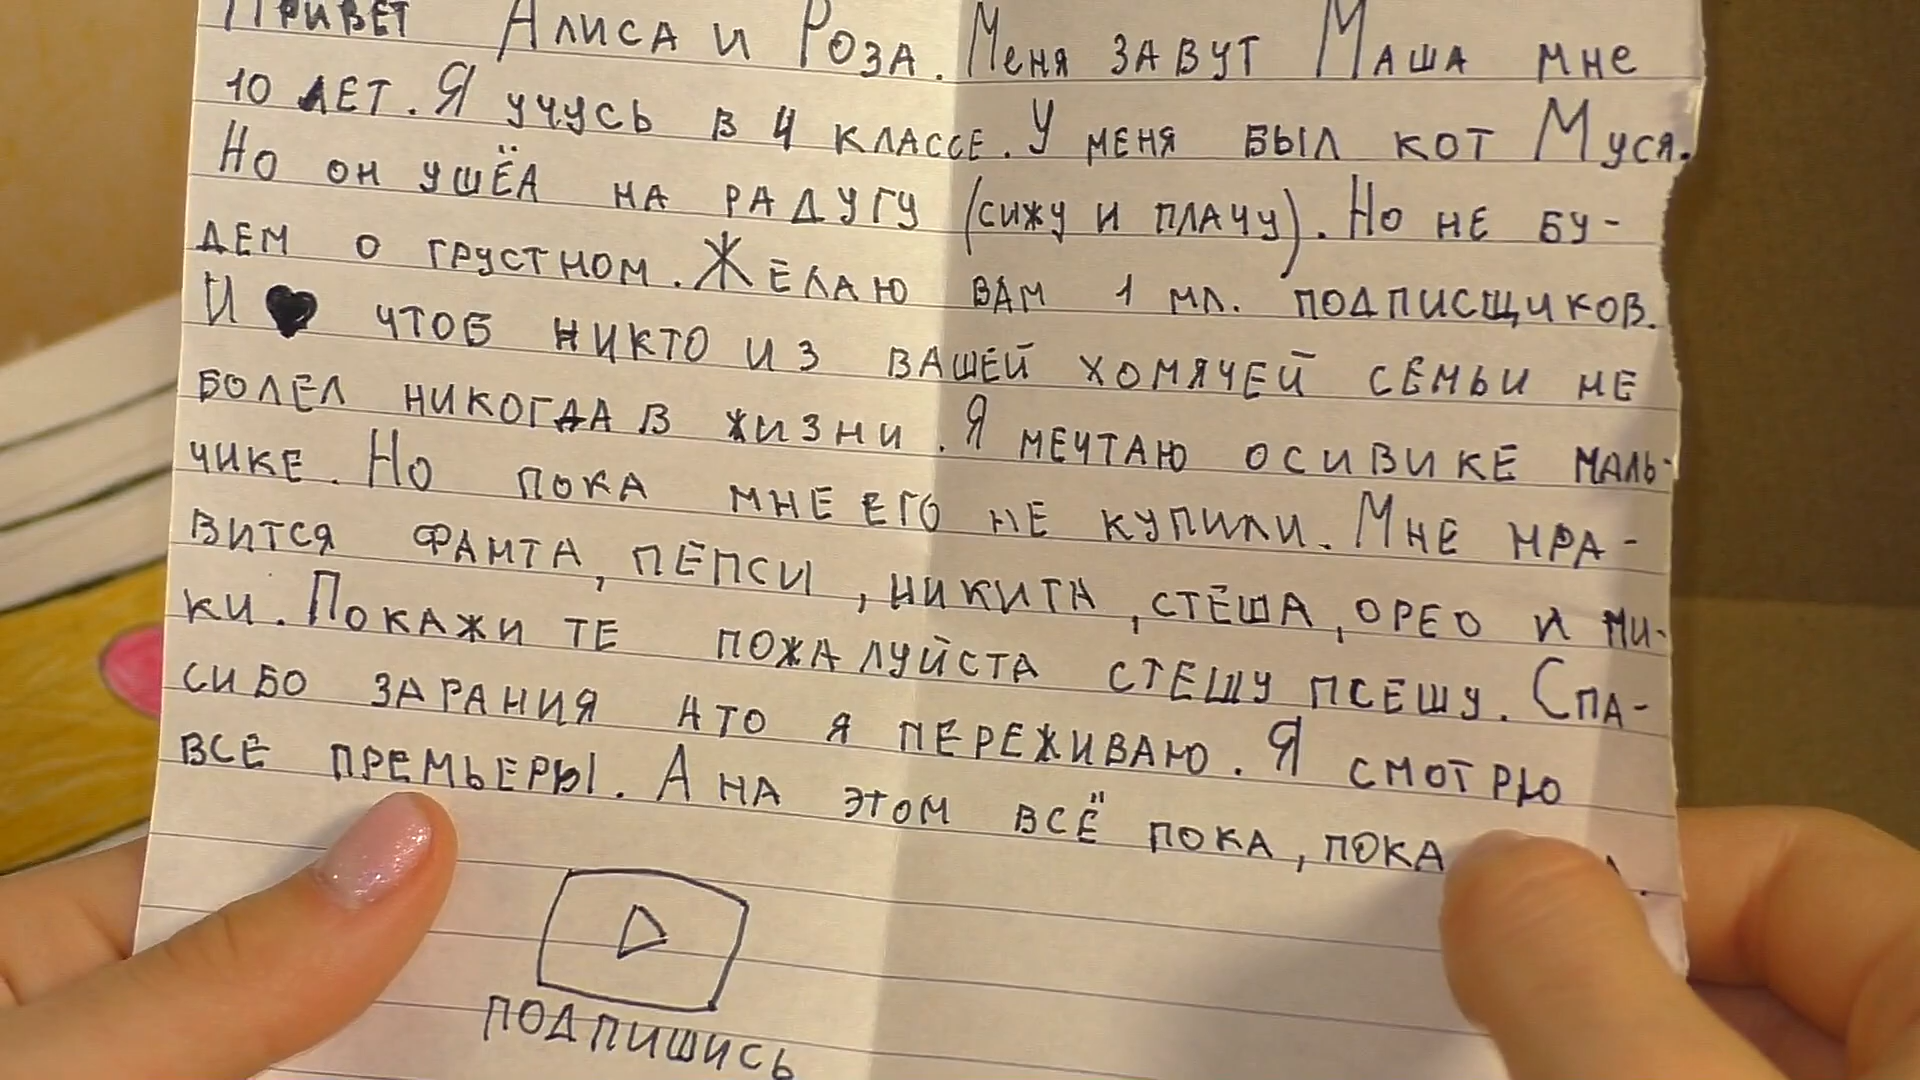 Привет Алиса и Роза. Меня завут Маша мне
10 лет. Я учусь в 4 классе. У меня был кот Муся.
Но он ушёл на радугу (сижу и плачу). Но не бу-
дем о грустном. Желаю вам 1 мл. подписщиков.
И 🖤 чтоб никто из вашей хомячей семьи не
болел никогда в жизни. Я мечтаю осивике маль-
чике. Но пока мне его не купили. Мне нра-
вится фанта, пепси, никита, стёша, орео и ми-
ки. Покажи те пожалуйста стешу псешу. Спа-
сибо зарания ато я переживаю. Я смотрю
все премьеры. А на этом всё пока, пока
подпишись